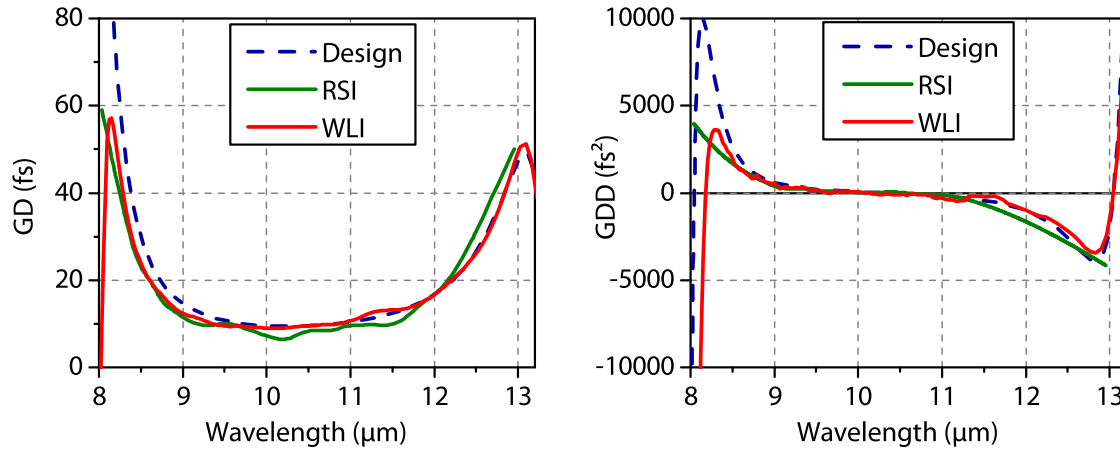 80
60
40
20
0
GD (fs)
Design
RSI
WLI
8
9
10
11
12
13
Wavelength (μm)
10000
5000
0
-5000
-10000
GDD (fs²)
Design
RSI
WLI
8
9
10
11
12
13
Wavelength (μm)